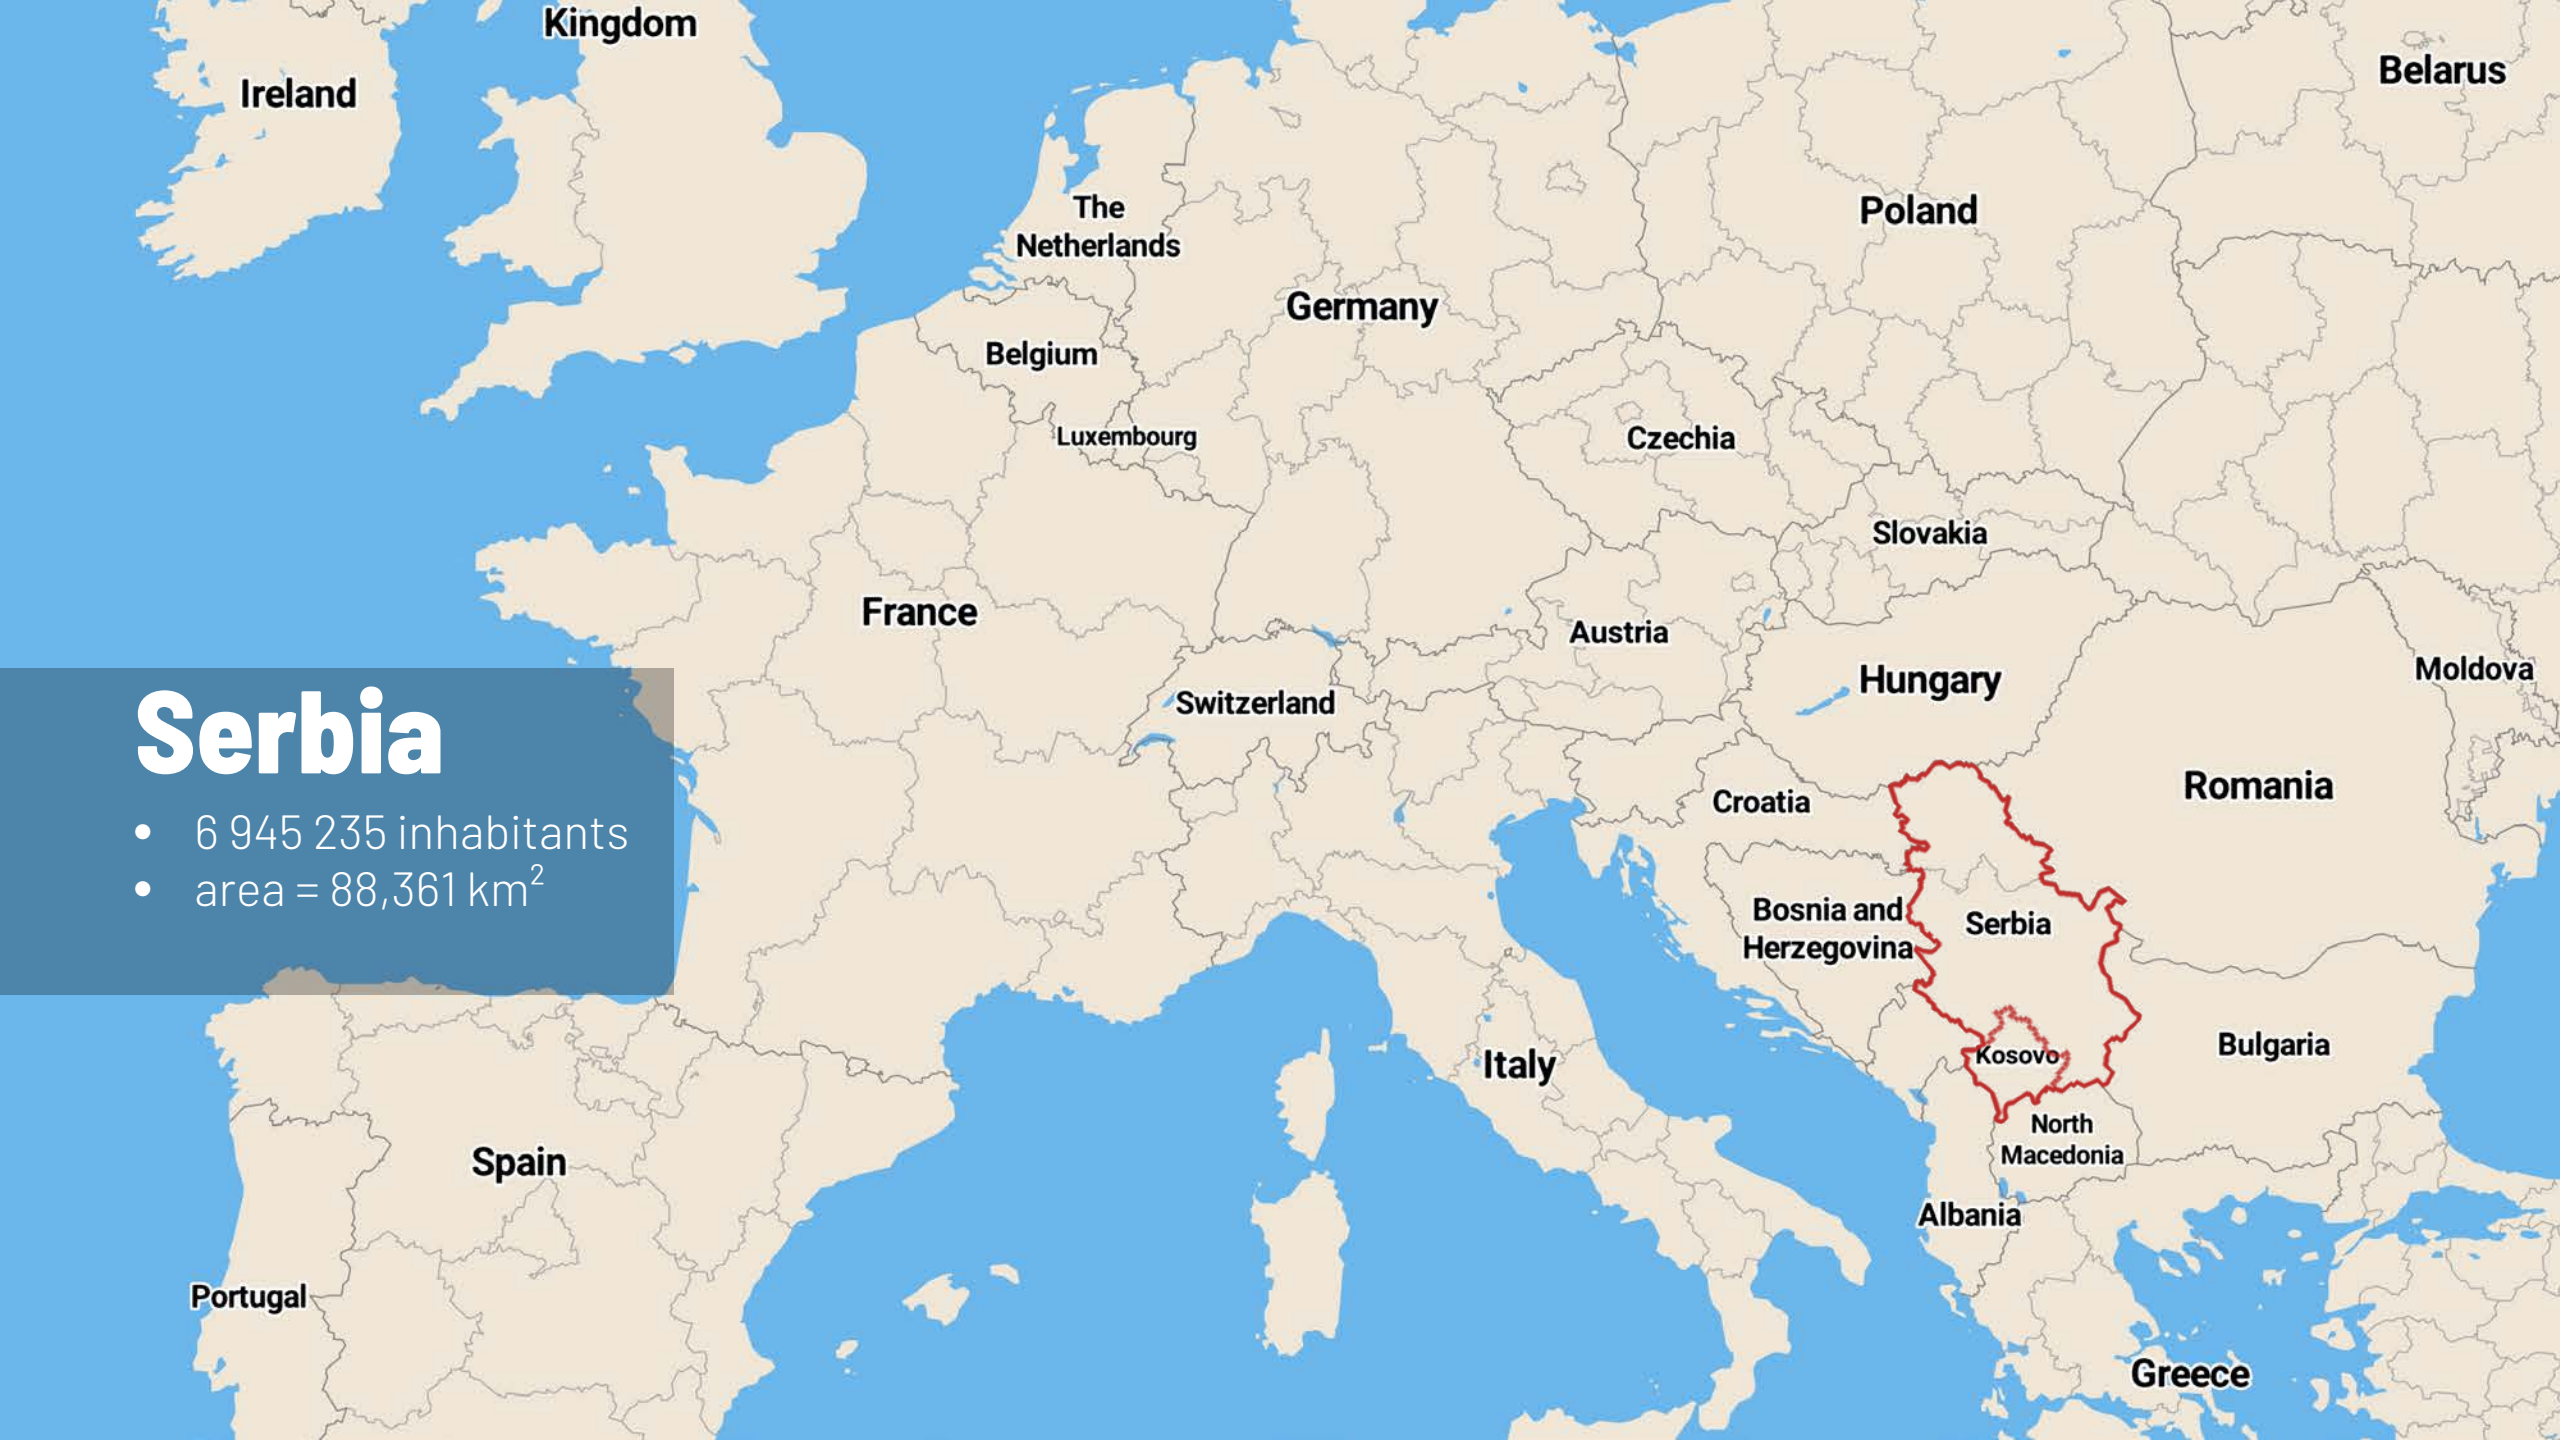 Kingdom
Ireland
Belarus
The
Netherlands
Poland
Germany
Belgium
Luxembourg
Czechia
Slovakia
France
Austria
Hungary
Moldova
Switzerland
Romania
Croatia
Serbia
• 6 945 235 inhabitants
• area = 88,361 km²
Bosnia and
Herzegovina
Serbia
Kosovo
Bulgaria
Italy
North
Macedonia
Spain
Albania
Portugal
Greece